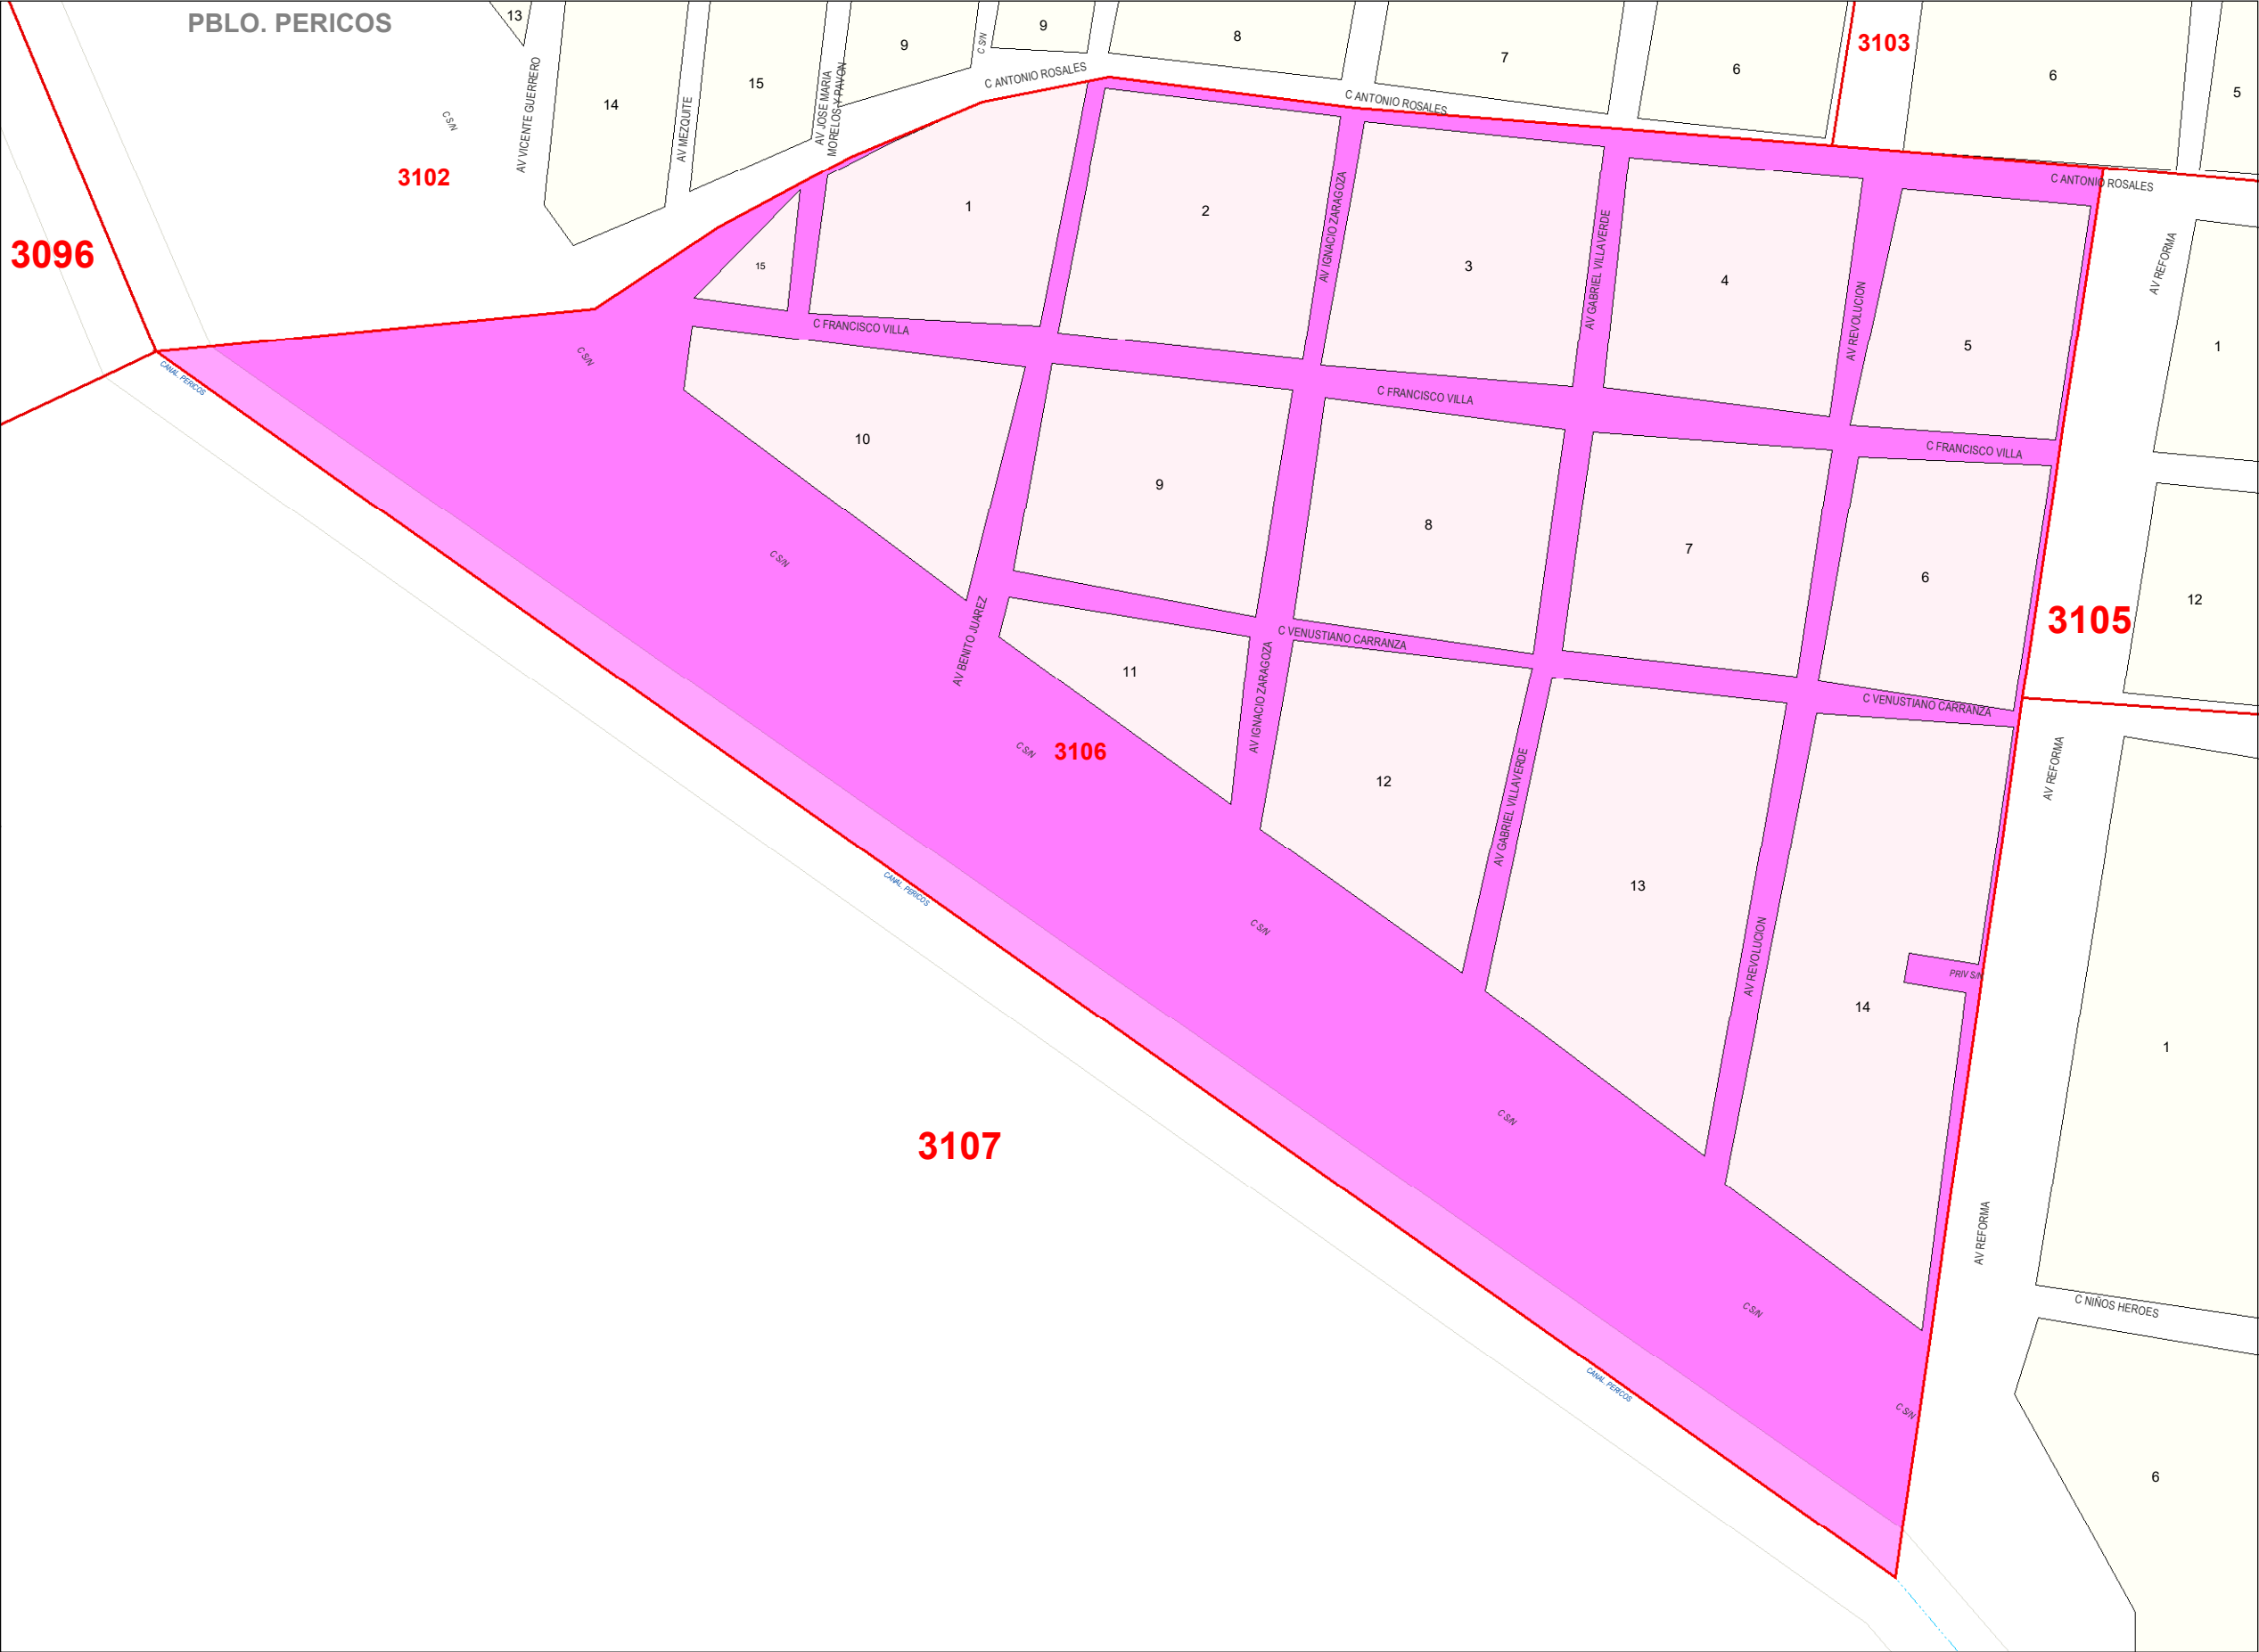 13
PBLO. PERICOS
9
9
8
7
6
3103
6
5
C S/N
C ANTONIO ROSALES
14
15
AV VICENTE GUERRERO
AV MEZQUITE
AV JOSE MARIA
MORELOS Y PAVON
C S/N
C ANTONIO ROSALES
3102
C ANTONIO ROSALES
3096
1
2
AV IGNACIO ZARAGOZA
3
AV GABRIEL VILLAVERDE
4
AV REVOLUCION
5
AV REFORMA
15
C FRANCISCO VILLA
1
C S/N
CANAL PERICOS
C FRANCISCO VILLA
10
C FRANCISCO VILLA
9
8
7
6
C S/N
12
3105
AV BENITO JUAREZ
C VENUSTIANO CARRANZA
11
AV IGNACIO ZARAGOZA
C VENUSTIANO CARRANZA
C S/N
3106
12
AV GABRIEL VILLAVERDE
AV REFORMA
CANAL PERICOS
13
C S/N
AV REVOLUCION
PRIV S/N
14
1
3107
C S/N
AV REFORMA
C S/N
C NIÑOS HEROES
CANAL PERICOS
C S/N
6